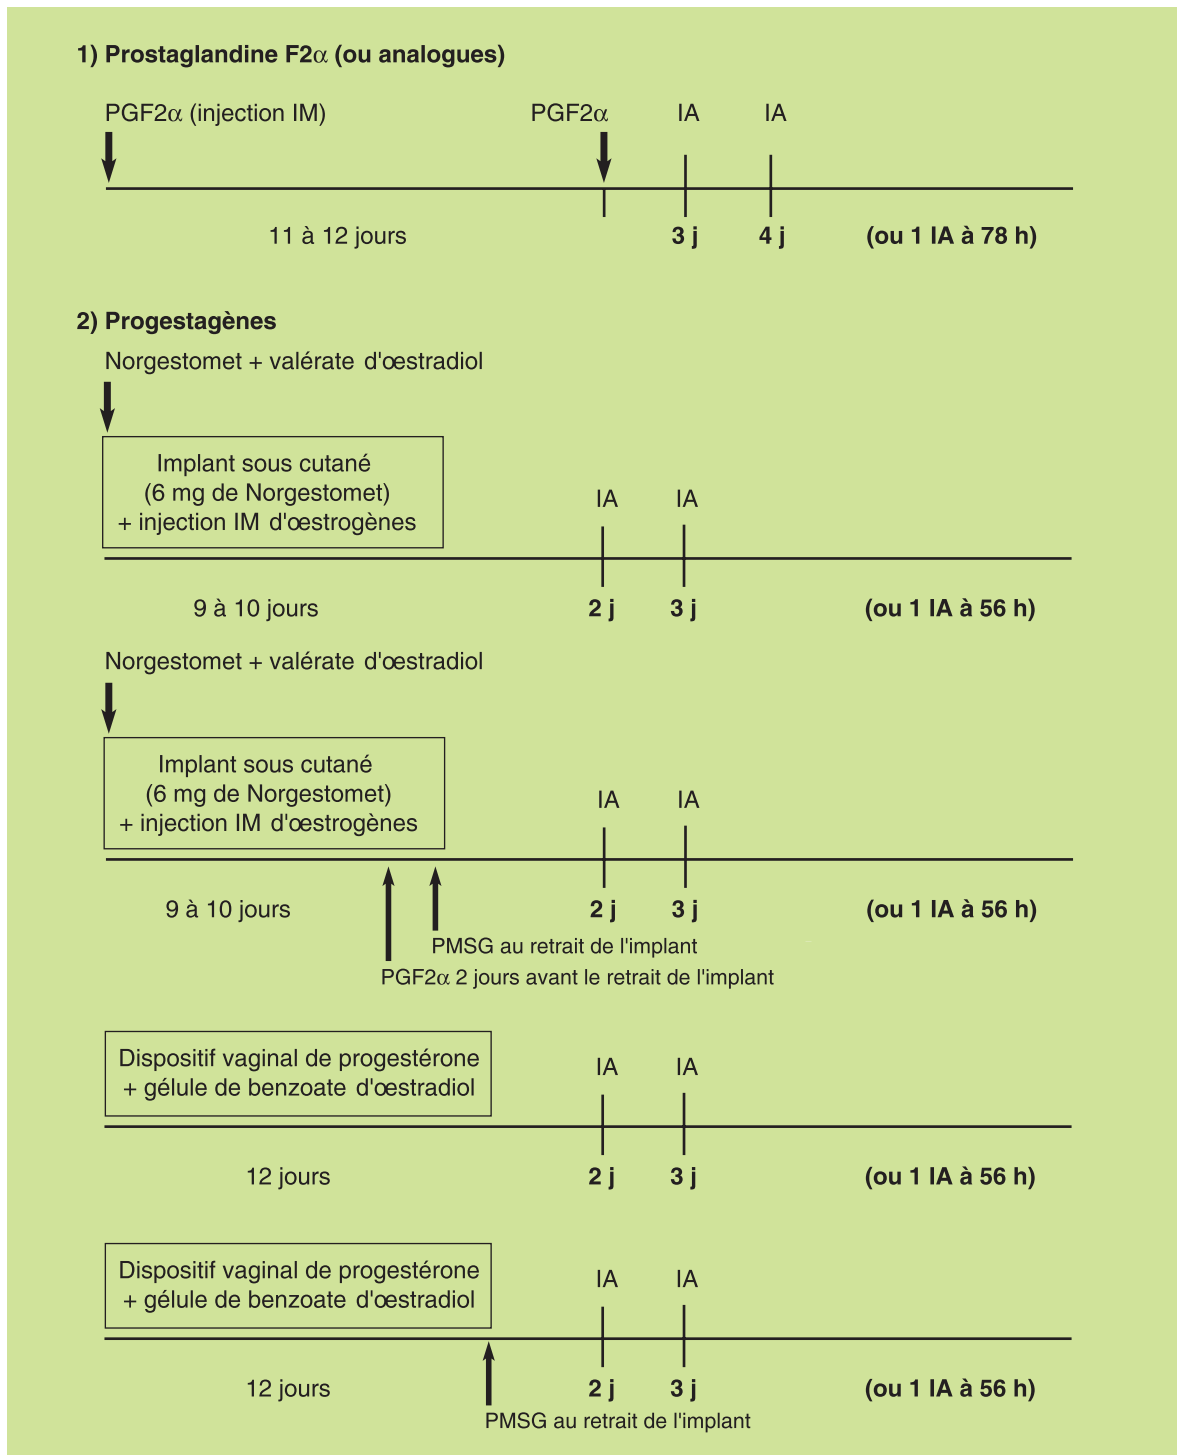 1) Prostaglandine F2α (ou analogues)
PGF2α (injection IM) PGF2α IA IA
11 à 12 jours 3 j 4 j (ou 1 IA à 78 h)
2) Progestagènes
Norgestomet + valérate d'œstradiol
Implant sous cutané
(6 mg de Norgestomet)
+ injection IM d'œstrogènes
IA IA
9 à 10 jours 2 j 3 j (ou 1 IA à 56 h)
Norgestomet + valérate d'œstradiol
Implant sous cutané
(6 mg de Norgestomet)
+ injection IM d'œstrogènes
IA IA
9 à 10 jours 2 j 3 j (ou 1 IA à 56 h)
PMSG au retrait de l'implant
PGF2α 2 jours avant le retrait de l'implant
Dispositif vaginal de progestérone
+ gélule de benzoate d'œstradiol
IA IA
12 jours 2 j 3 j (ou 1 IA à 56 h)
Dispositif vaginal de progestérone
+ gélule de benzoate d'œstradiol
IA IA
12 jours 2 j 3 j (ou 1 IA à 56 h)
PMSG au retrait de l'implant